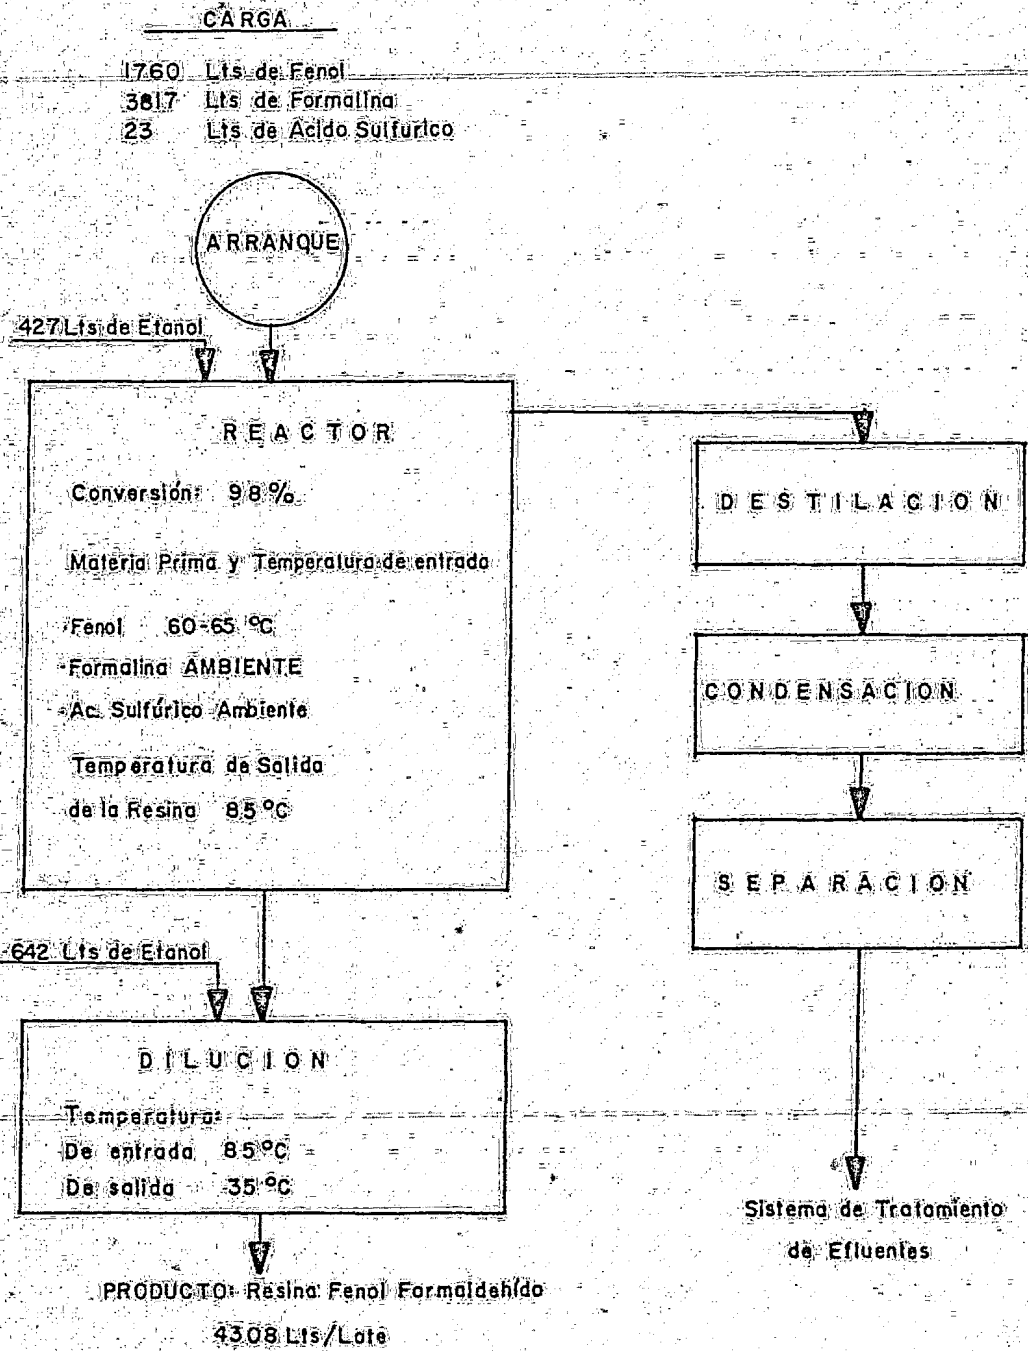 CARGA
1760 Lts de Fenol
3817 Lts de Formalina
23 Lts de Acido Sulfurico
ARRANQUE
427 Lts de Etanol
REACTOR
Conversión: 98%
Materia Prima y Temperatura de entrada
Fenol 60-65 °C
Formalina AMBIENTE
Ac. Sulfúrico Ambiente
Temperatura de Salida
de la Resina 85 °C
DESTILACION
CONDENSACION
SEPARACION
642 Lts de Etanol
DILUCION
Temperatura:
De entrada 85 °C
De salida 35 °C
Sistema de Tratamiento
de Efluentes
PRODUCTO: Resina Fenol Formaldehído
4308 Lts/Lote